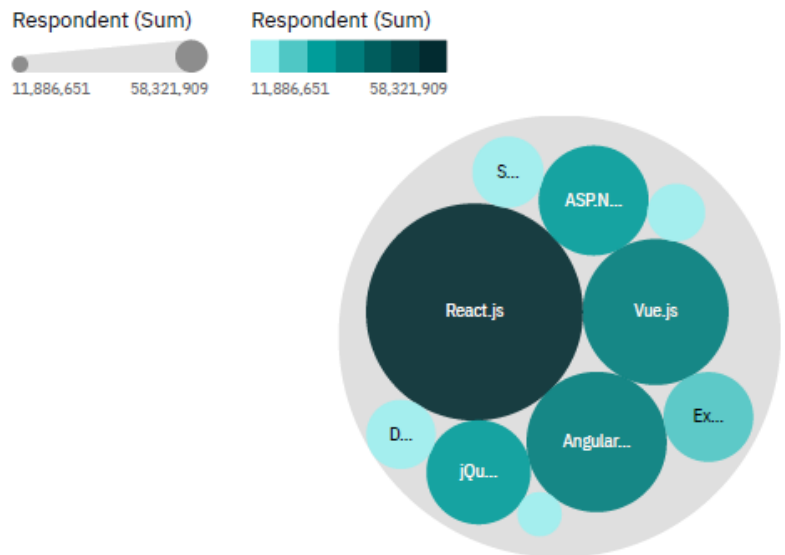 Respondent (Sum)
11,886,651 58,321,909
Respondent (Sum)
11,886,651 58,321,909
S...
ASP.N...
React.js
Vue.js
Ex...
D...
Angular...
jQu...